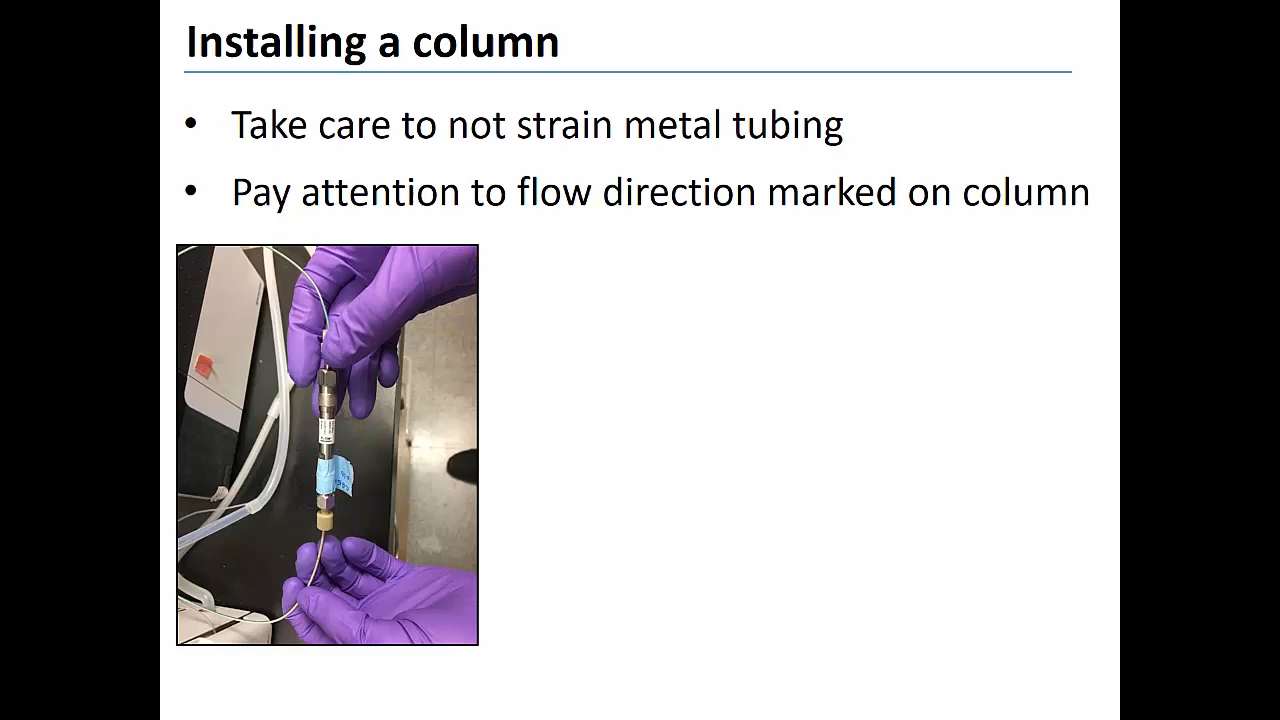 Installing a column
• Take care to not strain metal tubing
• Pay attention to flow direction marked on column